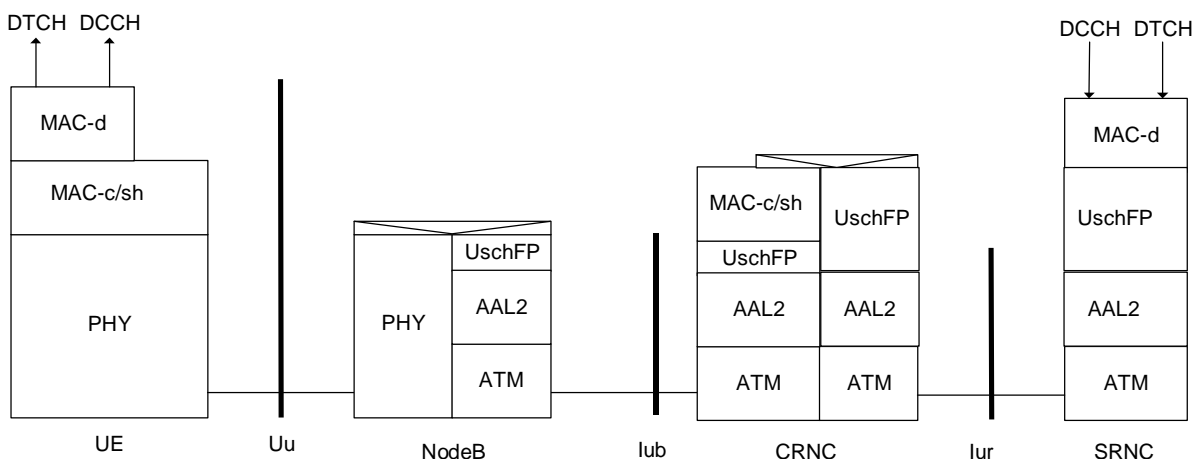 DTCH DCCH
DCCH DTCH
MAC-d
MAC-d
MAC-c/sh
MAC-c/sh
UschFP
UschFP
UschFP
UschFP
PHY
PHY
AAL2
AAL2
AAL2
AAL2
ATM
ATM
ATM
ATM
UE
Uu
NodeB
Iub
CRNC
Iur
SRNC